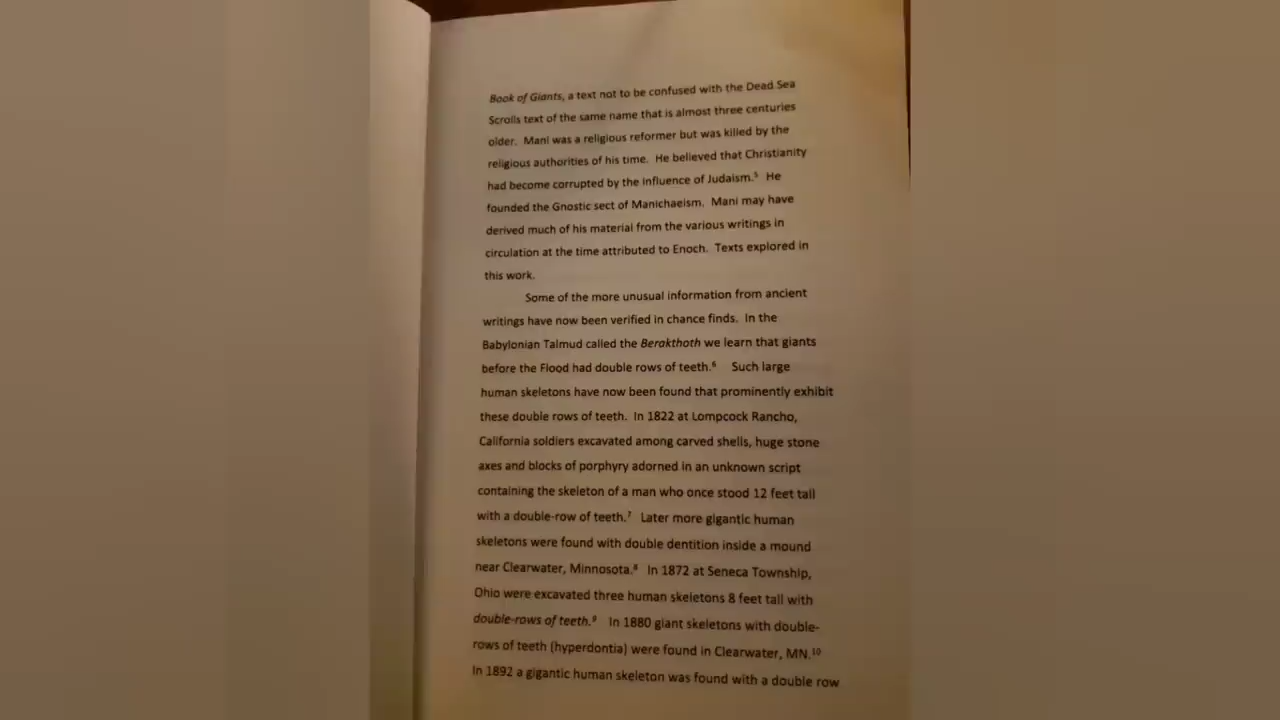 Book of Giants, a text not to be confused with the Dead Sea
Scrolls text of the same name that is almost three centuries
older. Mani was a religious reformer but was killed by the
religious authorities of his time. He believed that Christianity
had become corrupted by the influence of Judaism.⁵ He
founded the Gnostic sect of Manichaeism. Mani may have
derived much of his material from the various writings in
circulation at the time attributed to Enoch. Texts explored in
this work.
Some of the more unusual information from ancient
writings have now been verified in chance finds. In the
Babylonian Talmud called the Berakthoth we learn that giants
before the Flood had double rows of teeth.⁶ Such large
human skeletons have now been found that prominently exhibit
these double rows of teeth. In 1822 at Lompcock Rancho,
California soldiers excavated among carved shells, huge stone
axes and blocks of porphyry adorned in an unknown script
containing the skeleton of a man who once stood 12 feet tall
with a double-row of teeth.⁷ Later more gigantic human
skeletons were found with double dentition inside a mound
near Clearwater, Minnosota.⁸ In 1872 at Seneca Township,
Ohio were excavated three human skeletons 8 feet tall with
double-rows of teeth.⁹ In 1880 giant skeletons with double-
rows of teeth (hyperdontia) were found in Clearwater, MN.¹⁰
In 1892 a gigantic human skeleton was found with a double row